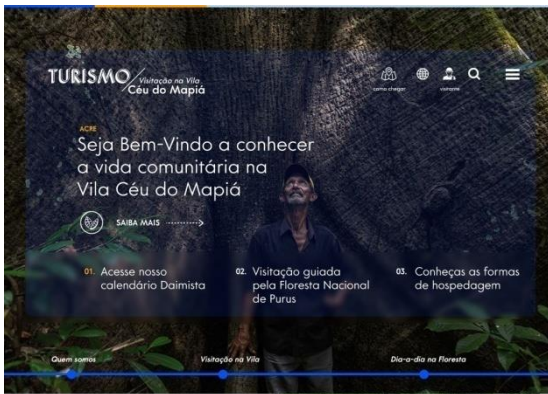 TURISMO
Visitação na Vila
Céu do Mapiá
como chegar
visitante
ACRE
Seja Bem-Vindo a conhecer
a vida comunitária na
Vila Céu do Mapiá
SAIBA MAIS
01. Acesse nosso
calendário Daimista
02. Visitação guiada
pela Floresta Nacional
de Purus
03. Conheças as formas
de hospedagem
Quem somos
Visitação na Vila
Dia-a-dia na Floresta